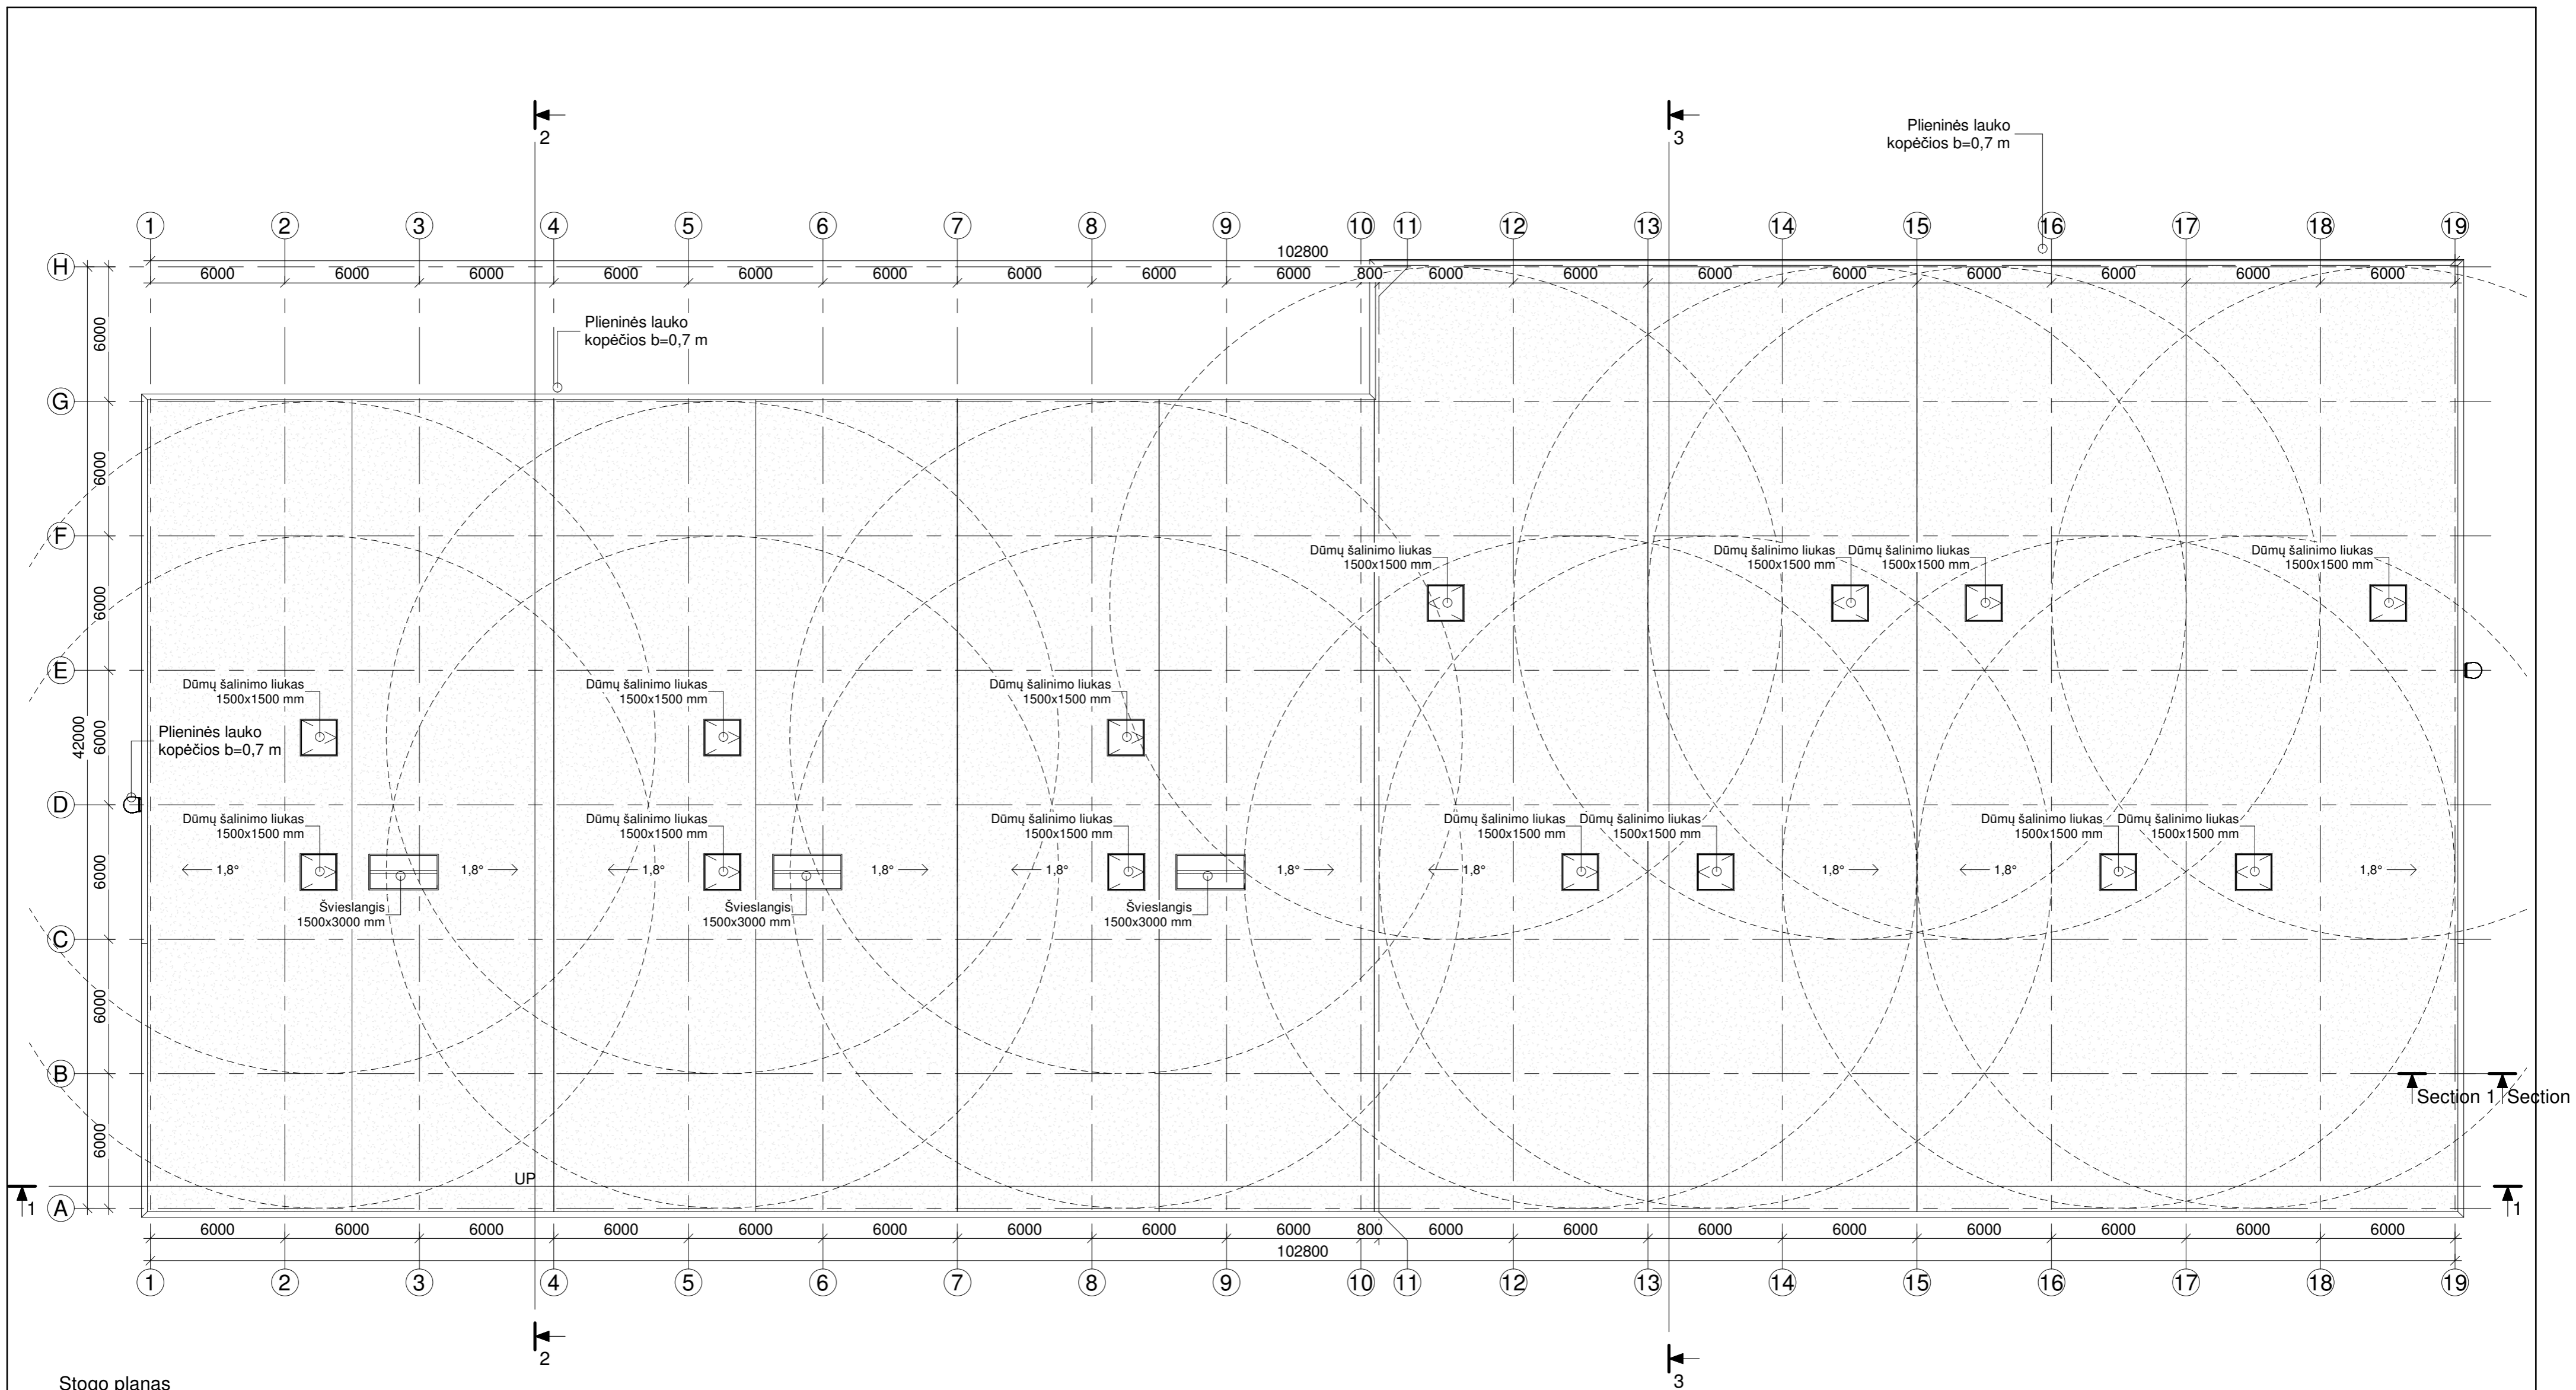 2
3
Plieninės lauko
kopėčios b=0,7 m
1 2 3 4 5 6 7 8 9 10 11 12 13 14 15 16 17 18 19
102800
H
6000 6000 6000 6000 6000 6000 6000 6000 6000 800 6000 6000 6000 6000 6000 6000 6000 6000
6000
Plieninės lauko
kopėčios b=0,7 m
G
6000
F
Dūmų šalinimo liukas
1500x1500 mm
Dūmų šalinimo liukas
1500x1500 mm
Dūmų šalinimo liukas
1500x1500 mm
Dūmų šalinimo liukas
1500x1500 mm
6000
E
Dūmų šalinimo liukas
1500x1500 mm
Dūmų šalinimo liukas
1500x1500 mm
Dūmų šalinimo liukas
1500x1500 mm
42000
6000
Plieninės lauko
kopėčios b=0,7 m
D
Dūmų šalinimo liukas
1500x1500 mm
Dūmų šalinimo liukas
1500x1500 mm
Dūmų šalinimo liukas
1500x1500 mm
Dūmų šalinimo liukas
1500x1500 mm
Dūmų šalinimo liukas
1500x1500 mm
Dūmų šalinimo liukas
1500x1500 mm
Dūmų šalinimo liukas
1500x1500 mm
6000
1,8° 1,8° 1,8° 1,8° 1,8° 1,8° 1,8° 1,8° 1,8° 1,8°
Švieslangis
1500x3000 mm
Švieslangis
1500x3000 mm
Švieslangis
1500x3000 mm
C
6000
B
Section 1 Section
6000
UP
1
A
1
6000 6000 6000 6000 6000 6000 6000 6000 6000 800 6000 6000 6000 6000 6000 6000 6000 6000
102800
1 2 3 4 5 6 7 8 9 10 11 12 13 14 15 16 17 18 19
2
3
Stogo planas